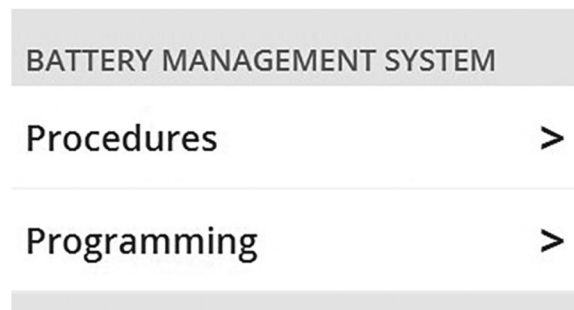 BATTERY MANAGEMENT SYSTEM
Procedures >
Programming >